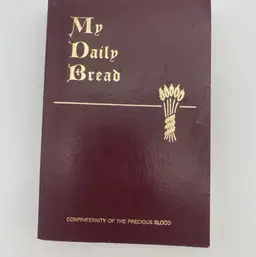 My
Daily
Bread
CONFRATERNITY OF THE PRECIOUS BLOOD